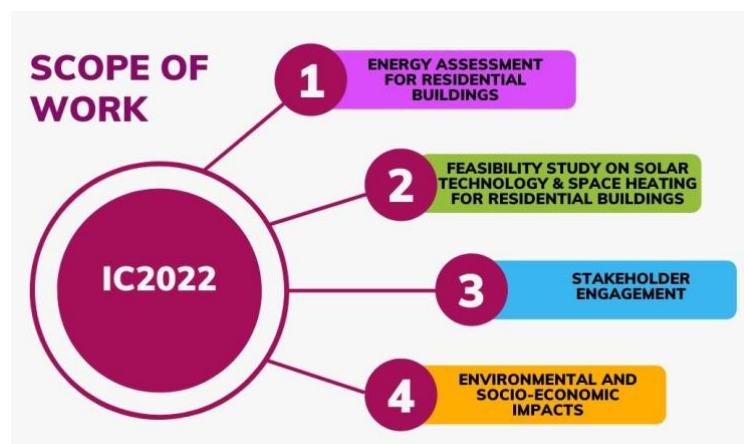 SCOPE OF
WORK
1
ENERGY ASSESSMENT
FOR RESIDENTIAL
BUILDINGS
2
FEASIBILITY STUDY ON SOLAR
TECHNOLOGY & SPACE HEATING
FOR RESIDENTIAL BUILDINGS
IC2022
3
STAKEHOLDER
ENGAGEMENT
4
ENVIRONMENTAL AND
SOCIO-ECONOMIC
IMPACTS